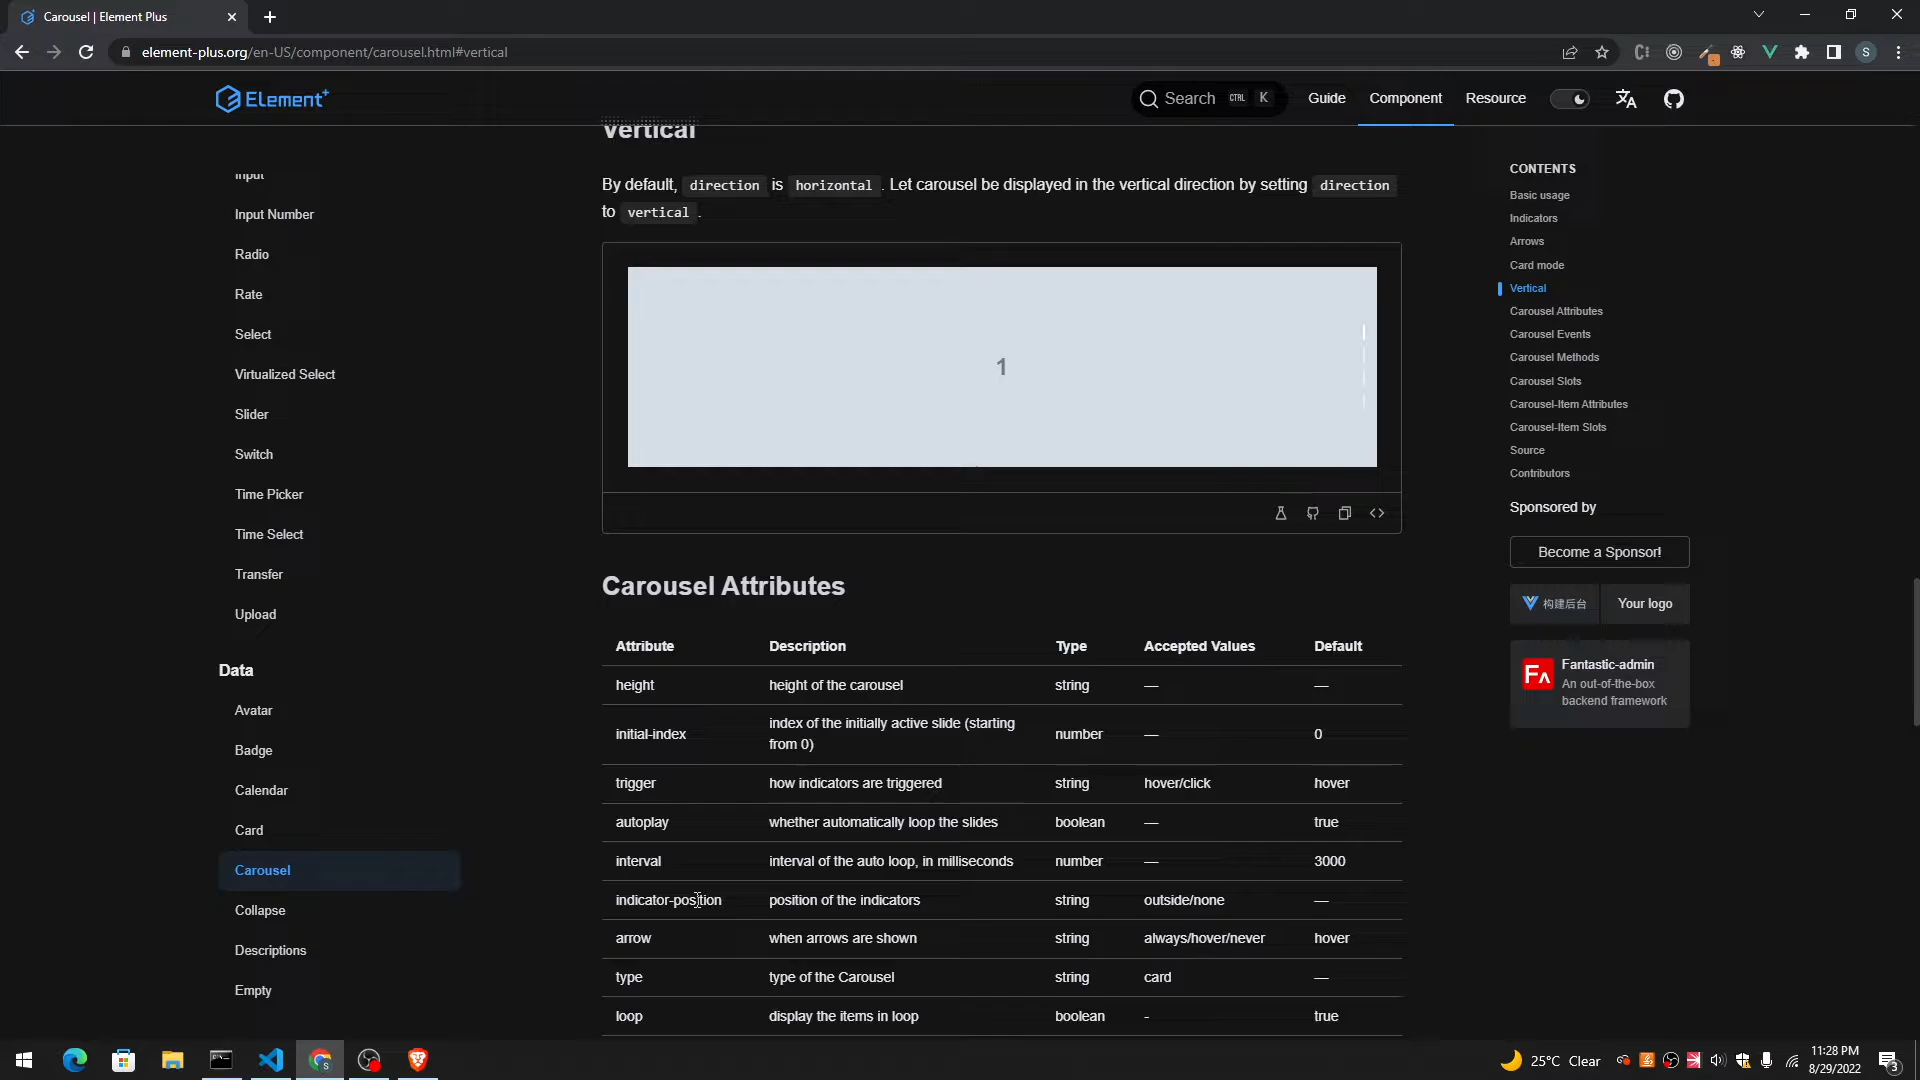 Carousel | Element Plus
element-plus.org/en-US/component/carousel.html#vertical
S
Element+
Search CTRL K
Guide
Component
Resource
Input
Input Number
Radio
Rate
Select
Virtualized Select
Slider
Switch
Time Picker
Time Select
Transfer
Upload
Data
Avatar
Badge
Calendar
Card
Carousel
Collapse
Descriptions
Empty
Vertical
By default, direction is horizontal . Let carousel be displayed in the vertical direction by setting direction
to vertical .
1
Carousel Attributes
Attribute Description Type Accepted Values Default
height height of the carousel string — —
initial-index index of the initially active slide (starting from 0) number — 0
trigger how indicators are triggered string hover/click hover
autoplay whether automatically loop the slides boolean — true
interval interval of the auto loop, in milliseconds number — 3000
indicator-position position of the indicators string outside/none —
arrow when arrows are shown string always/hover/never hover
type type of the Carousel string card —
loop display the items in loop boolean - true
CONTENTS
Basic usage
Indicators
Arrows
Card mode
Vertical
Carousel Attributes
Carousel Events
Carousel Methods
Carousel Slots
Carousel-Item Attributes
Carousel-Item Slots
Source
Contributors
Sponsored by
Become a Sponsor!
构建后台
Your logo
Fantastic-admin
An out-of-the-box
backend framework
25°C Clear
11:28 PM
8/29/2022
3